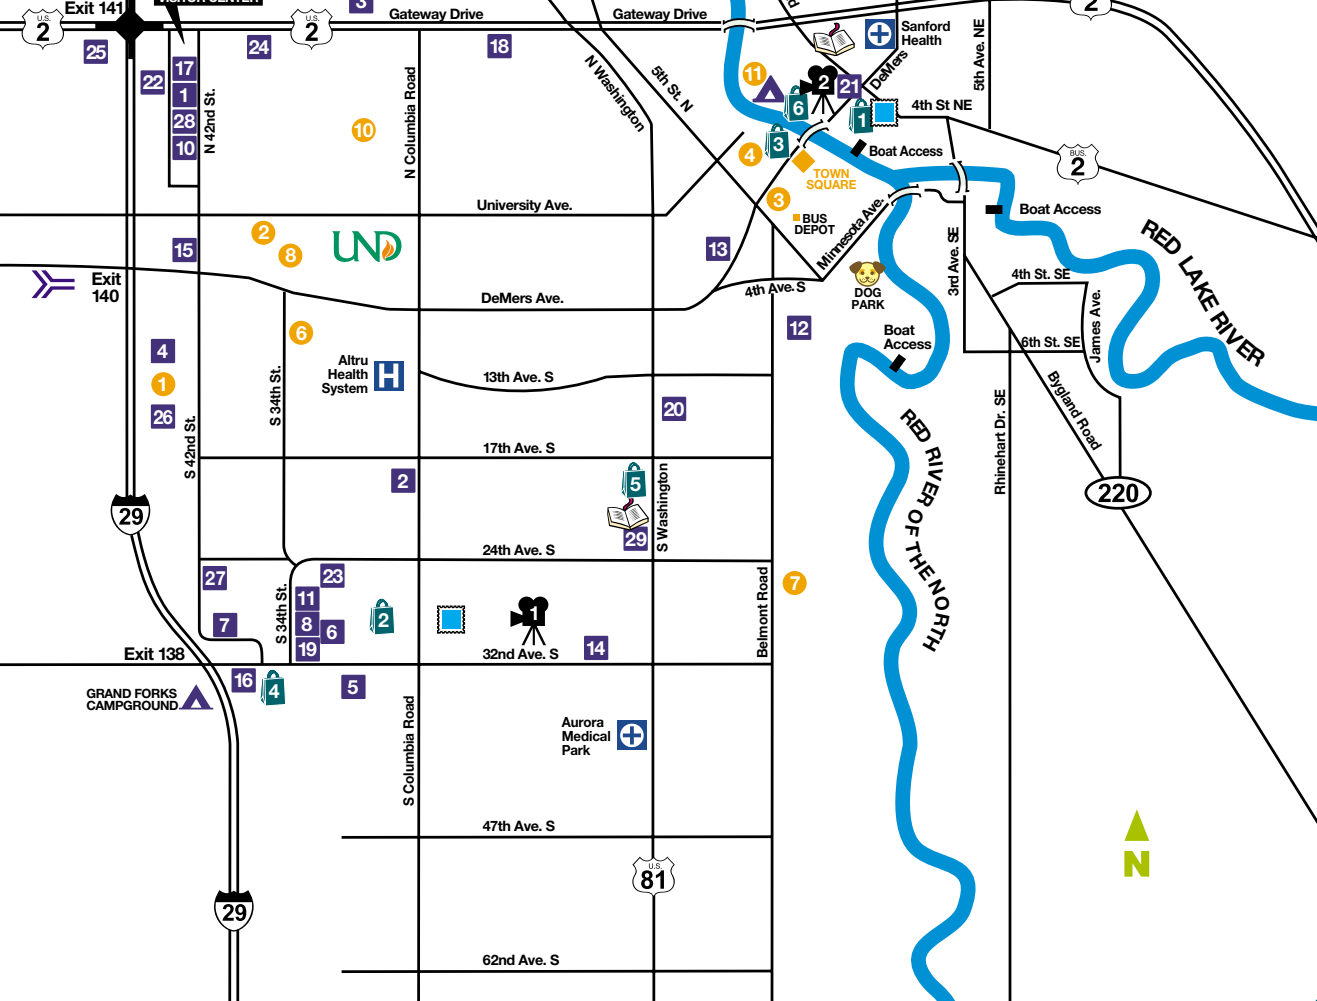 Exit 141
VISITOR CENTER
3
U.S.
2
U.S.
2
Gateway Drive
Gateway Drive
2
25
24
18
22
17
1
28
10
N 42nd St.
10
N Columbia Road
N Washington
5th St. N
11
6
2
21
Sanford
Health
DeMers
5th Ave. NE
1
4th St NE
3
4
Boat Access
TOWN
SQUARE
BUS.
2
University Ave.
3
BUS
DEPOT
Minnesota Ave.
Boat Access
RED LAKE RIVER
15
2
8
UND
13
Exit
140
DeMers Ave.
4th Ave. S
DOG
PARK
3rd Ave. SE
4th St. SE
James Ave.
6th St. SE
6
12
Boat
Access
4
1
26
S 42nd St.
S 34th St.
Altru
Health
System
H
13th Ave. S
20
Bygland Road
Rhinehart Dr. SE
RED RIVER OF THE NORTH
17th Ave. S
2
5
29
S Washington
220
29
24th Ave. S
27
7
S 34th St.
23
11
8
6
19
2
1
7
Belmont Road
14
32nd Ave. S
Exit 138
16
4
5
GRAND FORKS
CAMPGROUND
S Columbia Road
Aurora
Medical
Park
47th Ave. S
U.S.
81
29
N
62nd Ave. S